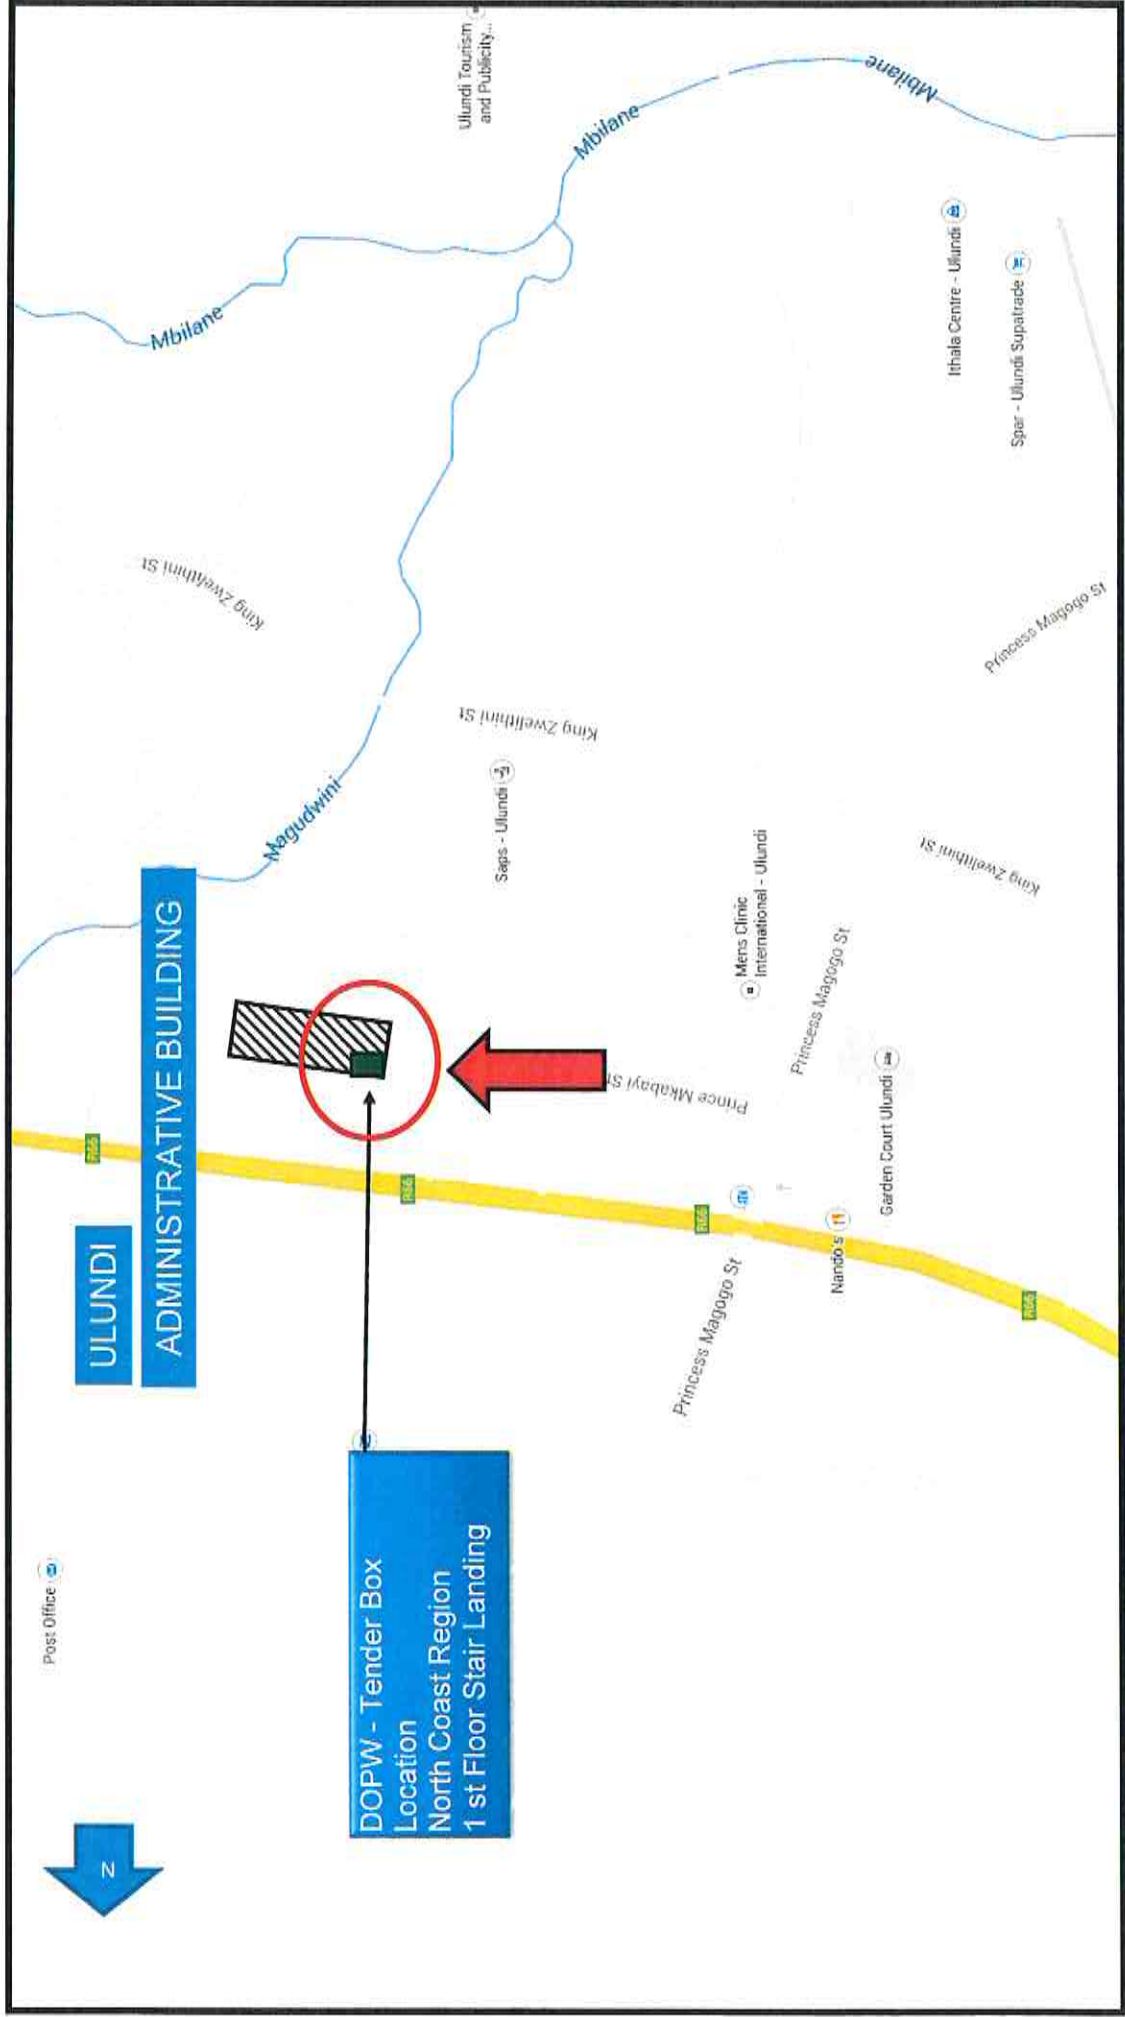 Post Office
R66
ULUNDI
N
ADMINISTRATIVE BUILDING
Mbilane
King Zwelithini St
Magudwini
DOPW - Tender Box
Location
North Coast Region
1 st Floor Stair Landing
R66
Ulundi Tourism
and Publicity...
Saps - Ulundi
King Zwelithini St
Mbilane
Prince Mkabayi St
R66
Princess Magogo St
Mens Clinic
International - Ulundi
Princess Magogo St
Nando's
Garden Court Ulundi
Mbilane
Ithala Centre - Ulundi
King Zwelithini St
Spar - Ulundi Supatrade
R66
Princess Magogo St